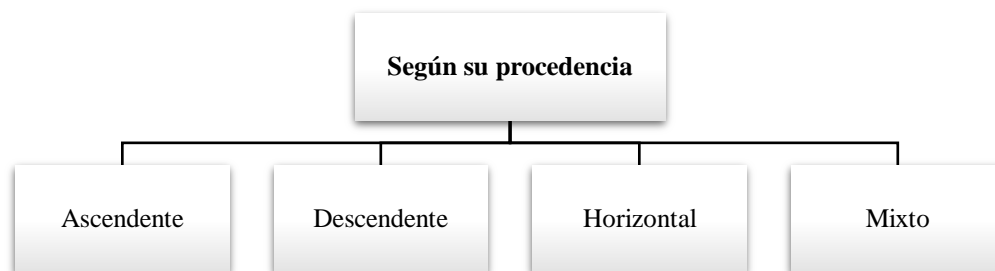 Según su procedencia
Ascendente
Descendente
Horizontal
Mixto